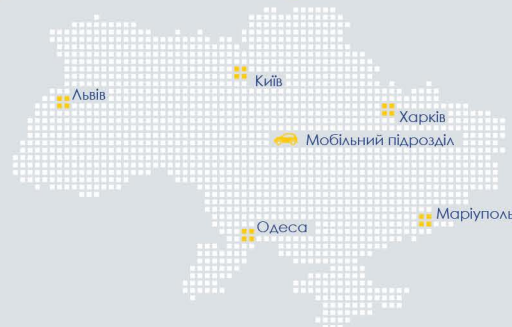 Київ
Львів
Харків
Мобільний підрозділ
Маріуполь
Одеса